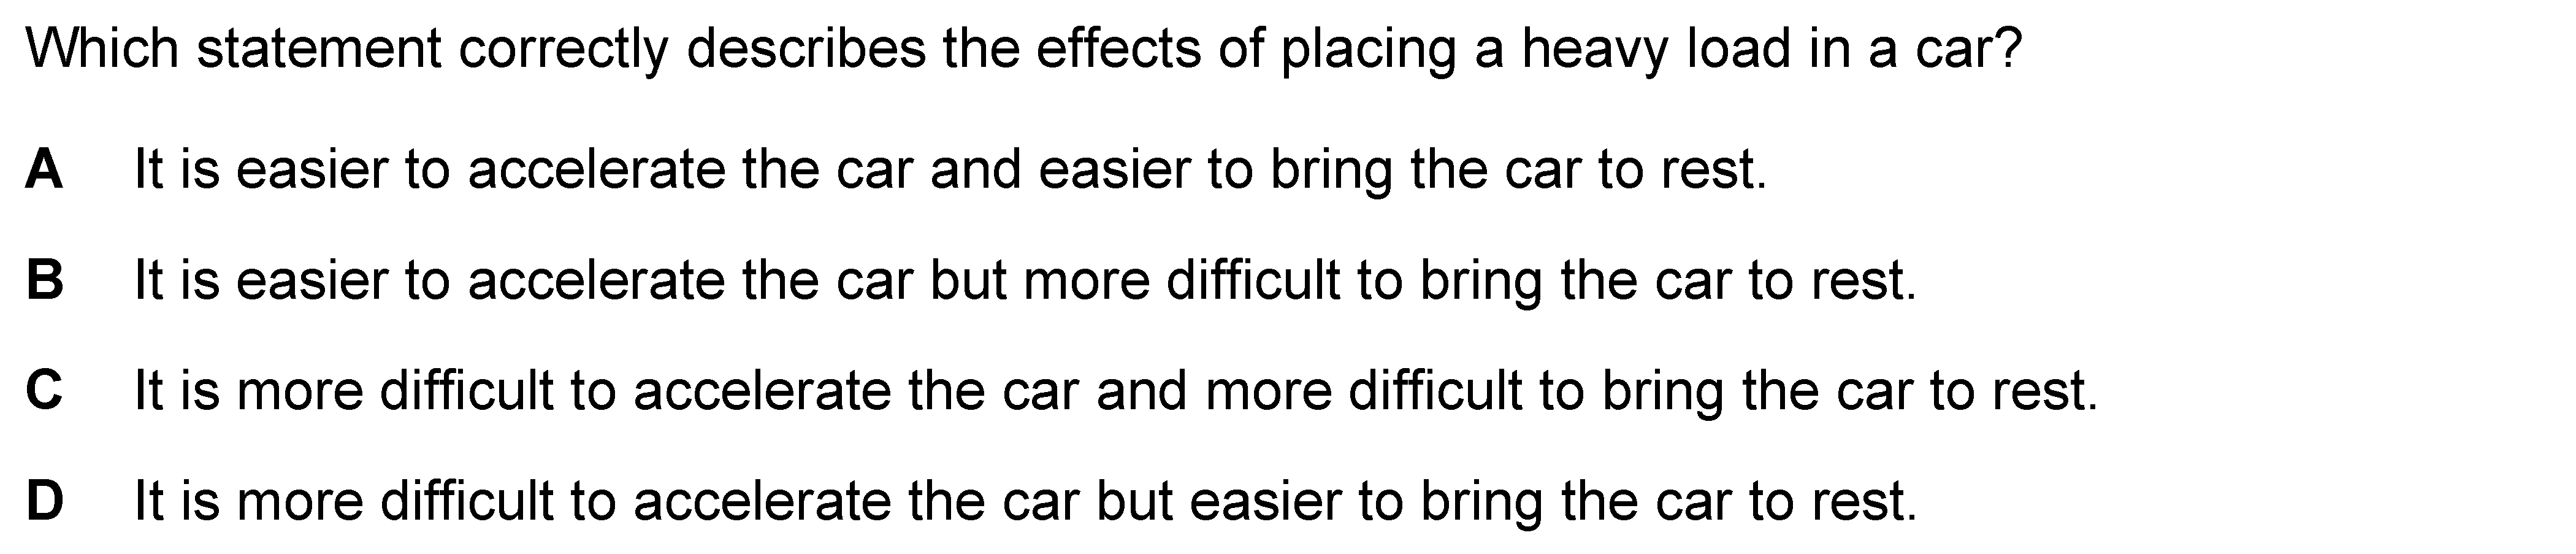 Which statement correctly describes the effects of placing a heavy load in a car?
A It is easier to accelerate the car and easier to bring the car to rest.
B It is easier to accelerate the car but more difficult to bring the car to rest.
C It is more difficult to accelerate the car and more difficult to bring the car to rest.
D It is more difficult to accelerate the car but easier to bring the car to rest.